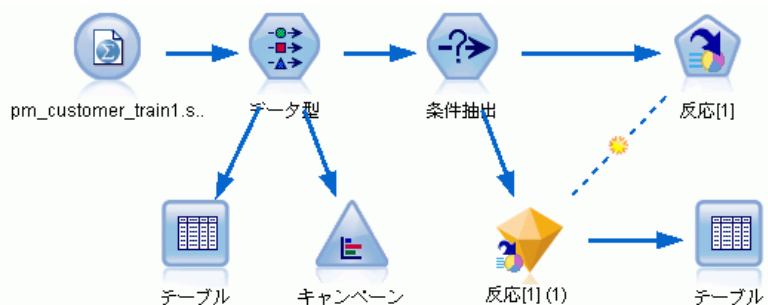 pm_customer_train1.s..
データ型
条件抽出
反応[1]
テーブル
キャンペーン
反応[1] (1)
テーブル